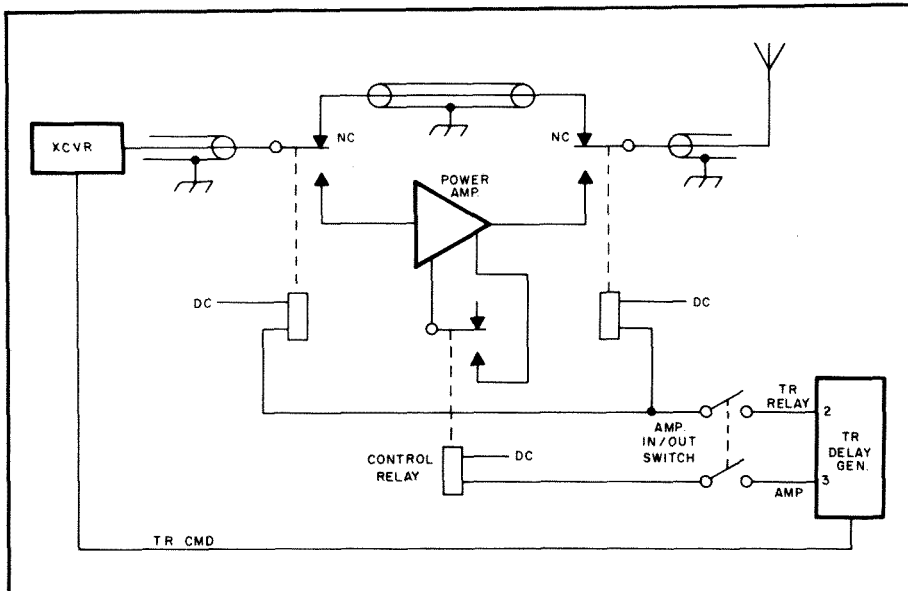 XCVR
NC
NC
POWER
AMP.
DC
DC
TR
RELAY
2
AMP.
IN/OUT
SWITCH
TR
DELAY
GEN.
CONTROL
RELAY
DC
3
AMP
TR CMD